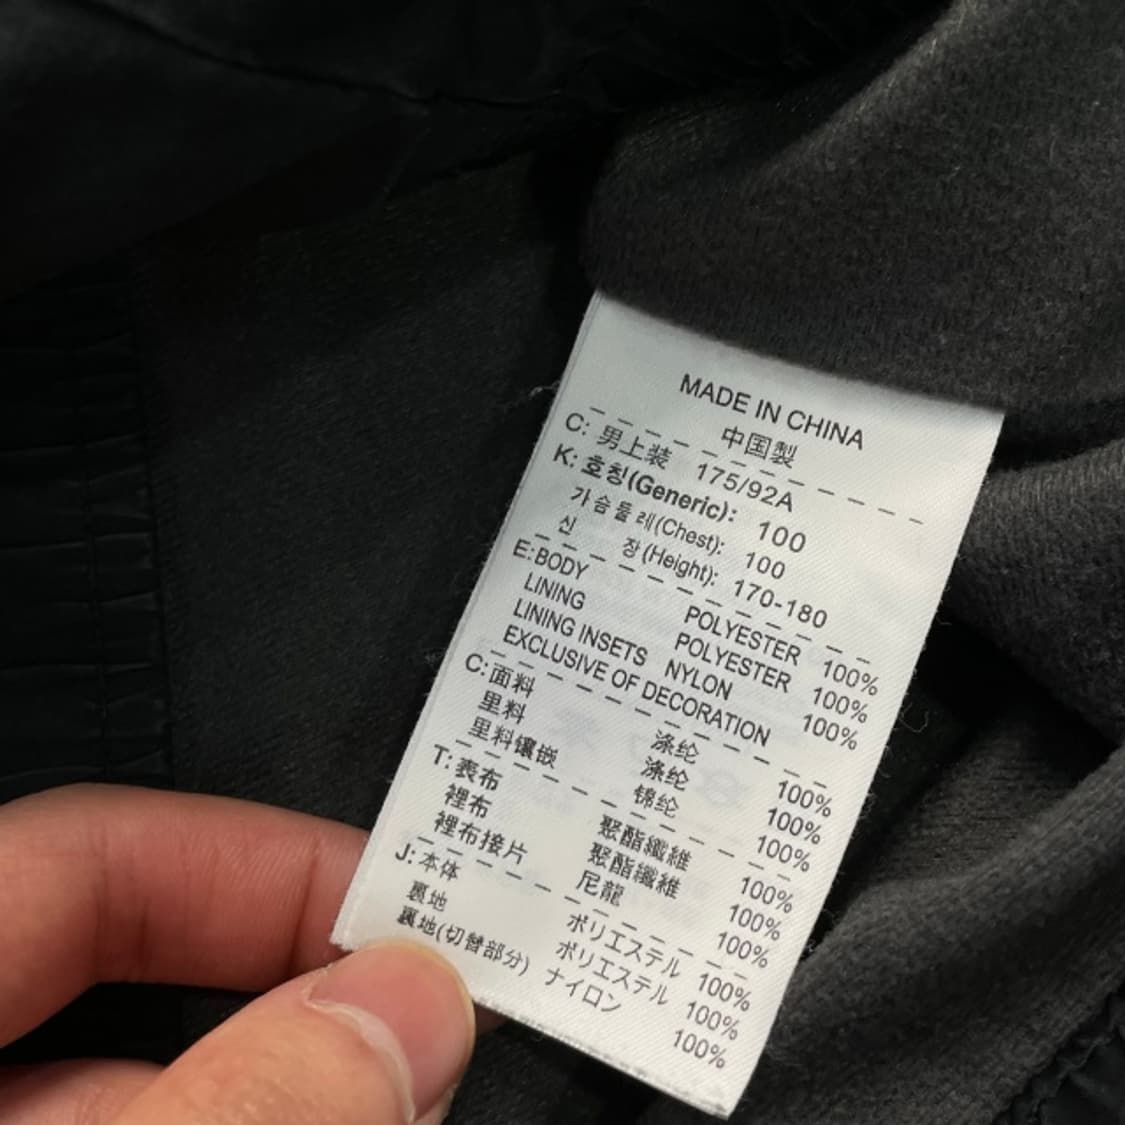 MADE IN CHINA
中国製
C: 男上装 175/92A
K: 호칭(Generic): 100
가슴둘레(Chest): 100
신 장(Height): 170-180
E:BODY POLYESTER 100%
LINING POLYESTER 100%
LINING INSETS NYLON 100%
EXCLUSIVE OF DECORATION
C:面料 涤纶 100%
里料 涤纶 100%
里料镶嵌 锦纶 100%
T:表布 聚酯纖維 100%
裡布 聚酯纖維 100%
裡布接片 尼龍 100%
J:本体 ポリエステル 100%
裏地 ポリエステル 100%
裏地(切替部分) ナイロン 100%